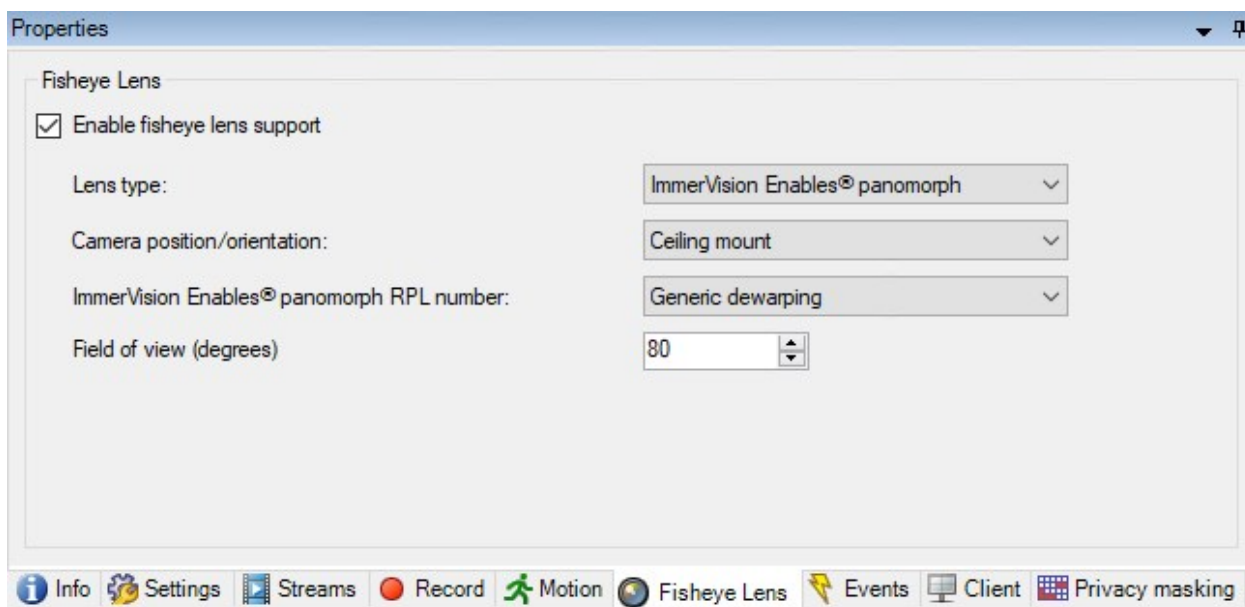 Properties
Fisheye Lens
Enable fisheye lens support
Lens type: ImmerVision Enables® panomorph
Camera position/orientation: Ceiling mount
ImmerVision Enables® panomorph RPL number: Generic dewarping
Field of view (degrees) 80
Info Settings Streams Record Motion Fisheye Lens Events Client Privacy masking